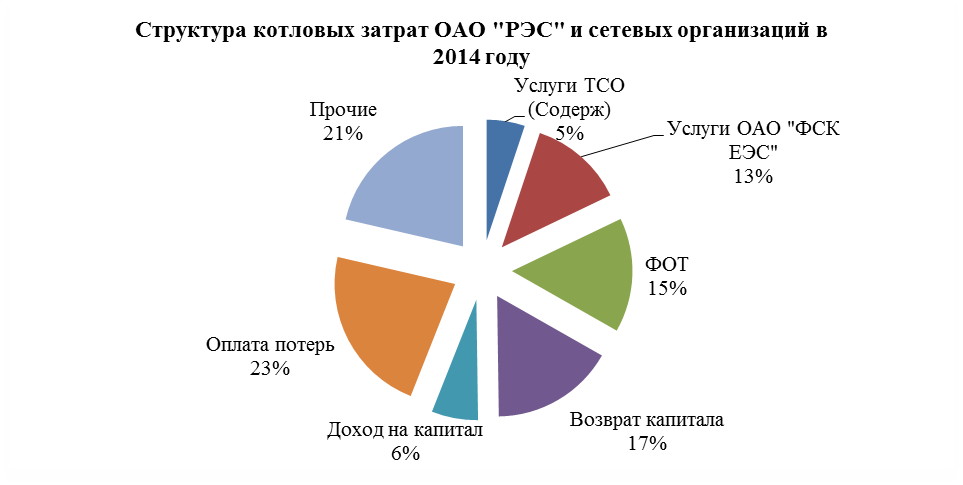 Структура котловых затрат ОАО "РЭС" и сетевых организаций в
2014 году
Услуги ТСО
(Содерж)
5%
Услуги ОАО "ФСК
ЕЭС"
13%
ФОТ
15%
Возврат капитала
17%
Доход на капитал
6%
Оплата потерь
23%
Прочие
21%